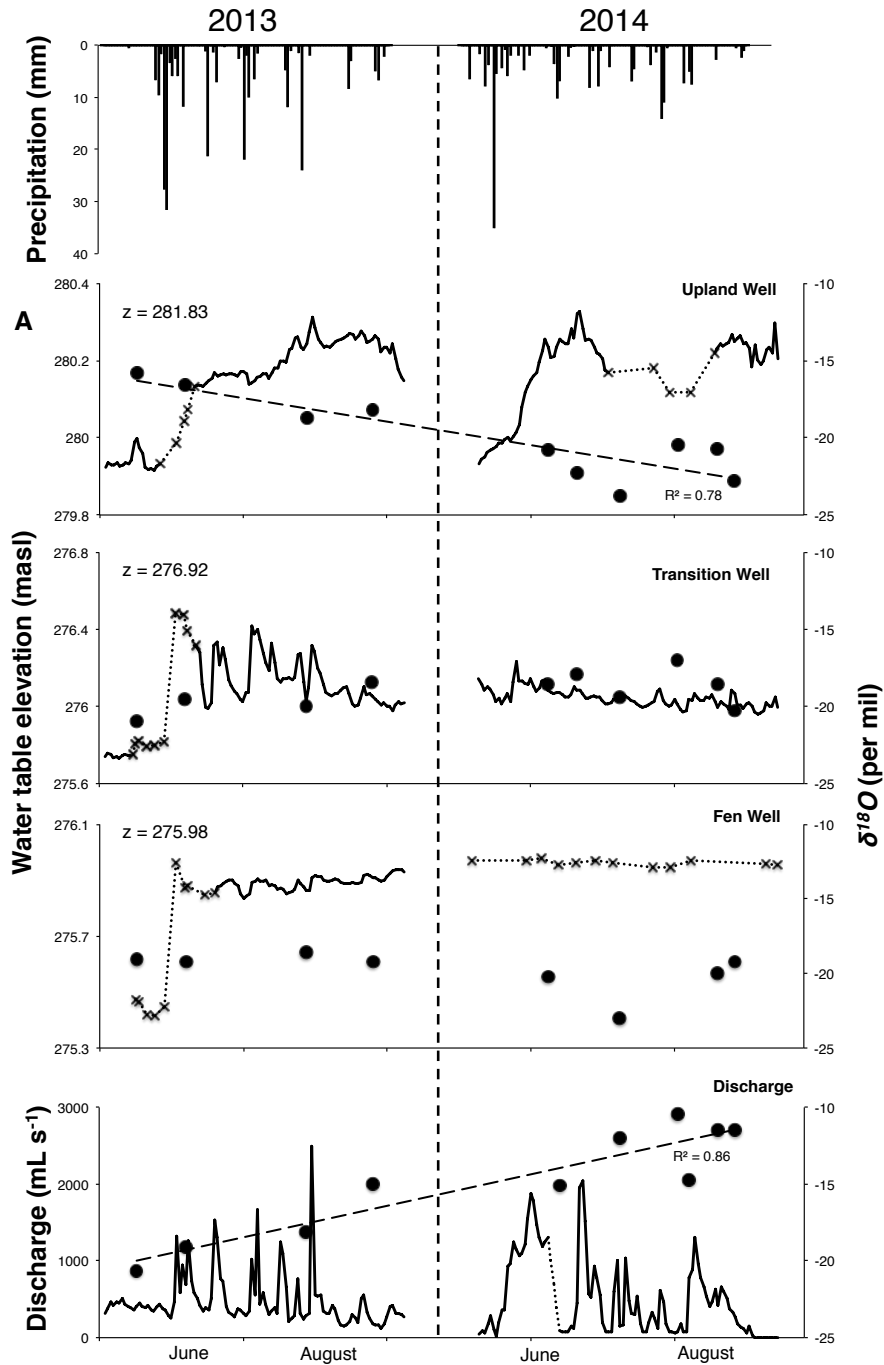 2013 2014
Precipitation (mm)
0
10
20
30
40
A
z = 281.83
Upland Well
280.4
280.2
280
279.8
-10
-15
-20
-25
R² = 0.78
Water table elevation (masl)
δ¹⁸O (per mil)
z = 276.92
Transition Well
276.8
276.4
276
275.6
-10
-15
-20
-25
z = 275.98
Fen Well
276.1
275.7
275.3
-10
-15
-20
-25
Discharge
Discharge (mL s⁻¹)
3000
2000
1000
0
-10
-15
-20
-25
R² = 0.86
June August June August